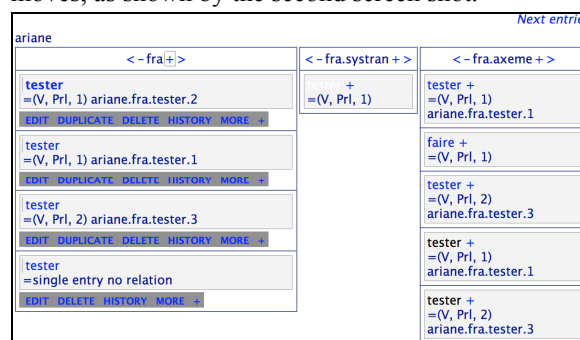 moves, as shown by the second screen shot.
Next entrie
ariane
< - fra + >
tester
=(V, Prl, 1) ariane.fra.tester.2
EDIT DUPLICATE DELETE HISTORY MORE +
tester
=(V, Prl, 1) ariane.fra.tester.1
EDIT DUPLICATE DELETE HISTORY MORE +
tester
=(V, Prl, 2) ariane.fra.tester.3
EDIT DUPLICATE DELETE HISTORY MORE +
tester
=single entry no relation
EDIT DELETE HISTORY MORE +
< - fra.systran + >
tester +
=(V, Prl, 1)
< - fra.axeme + >
tester +
=(V, Prl, 1)
ariane.fra.tester.1
faire +
=(V, Prl, 1)
tester +
=(V, Prl, 2)
ariane.fra.tester.3
tester +
=(V, Prl, 1)
ariane.fra.tester.1
tester +
=(V, Prl, 2)
ariane.fra.tester.3